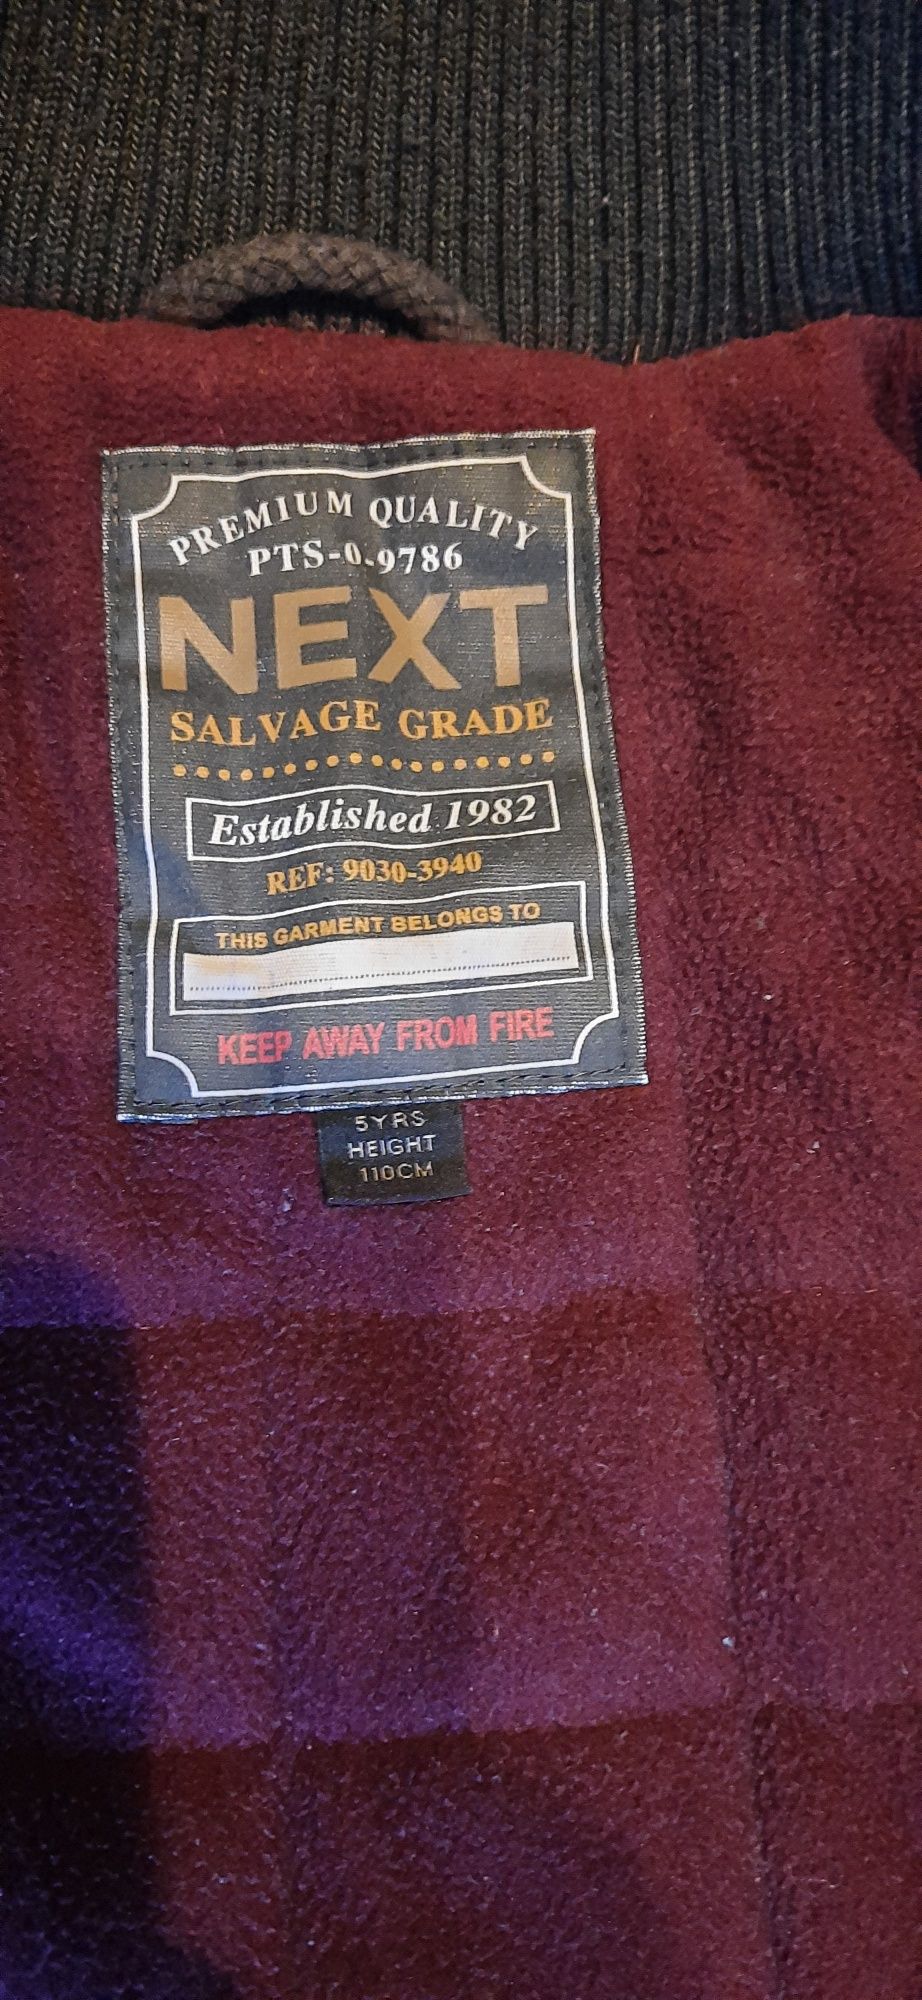 PREMIUM QUALITY
PTS-0-9786
NEXT
SALVAGE GRADE
Established 1982
REF: 9030-3940
THIS GARMENT BELONGS TO
KEEP AWAY FROM FIRE
5YRS
HEIGHT
110CM